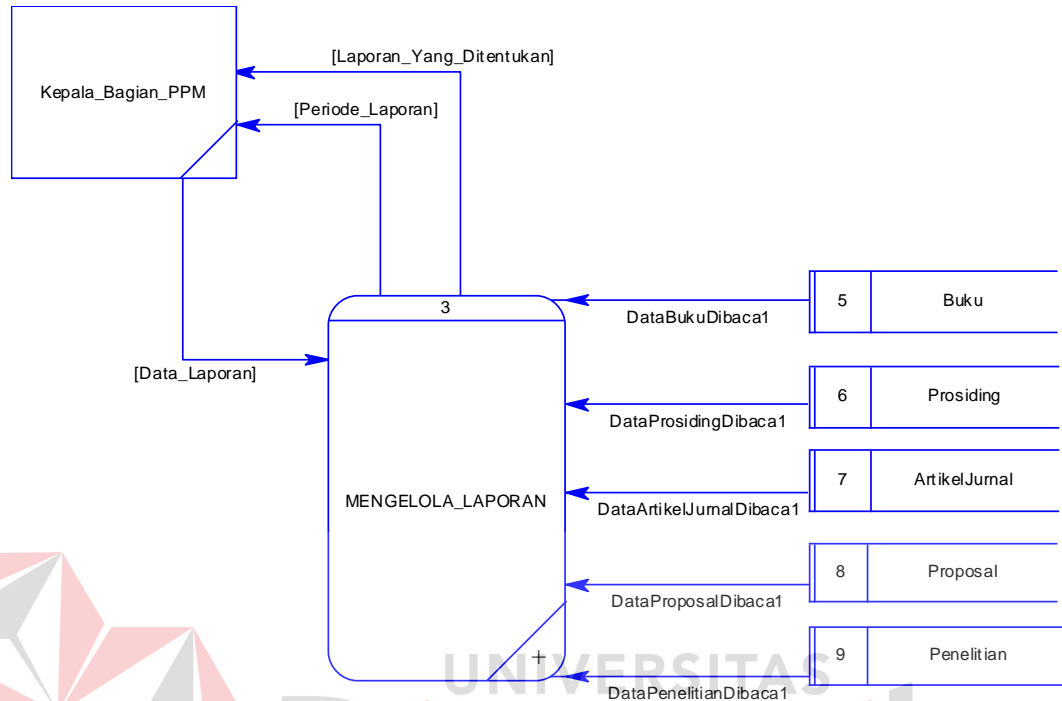 [Laporan_Yang_Ditentukan]
Kepala_Bagian_PPM
[Periode_Laporan]
[Data_Laporan]
3
MENGELOLA_LAPORAN
+
5 Buku
DataBukuDibaca1
6 Prosiding
DataProsidingDibaca1
7 ArtikelJurnal
DataArtikelJurnalDibaca1
8 Proposal
DataProposalDibaca1
9 Penelitian
DataPenelitianDibaca1
UNIVERSITAS